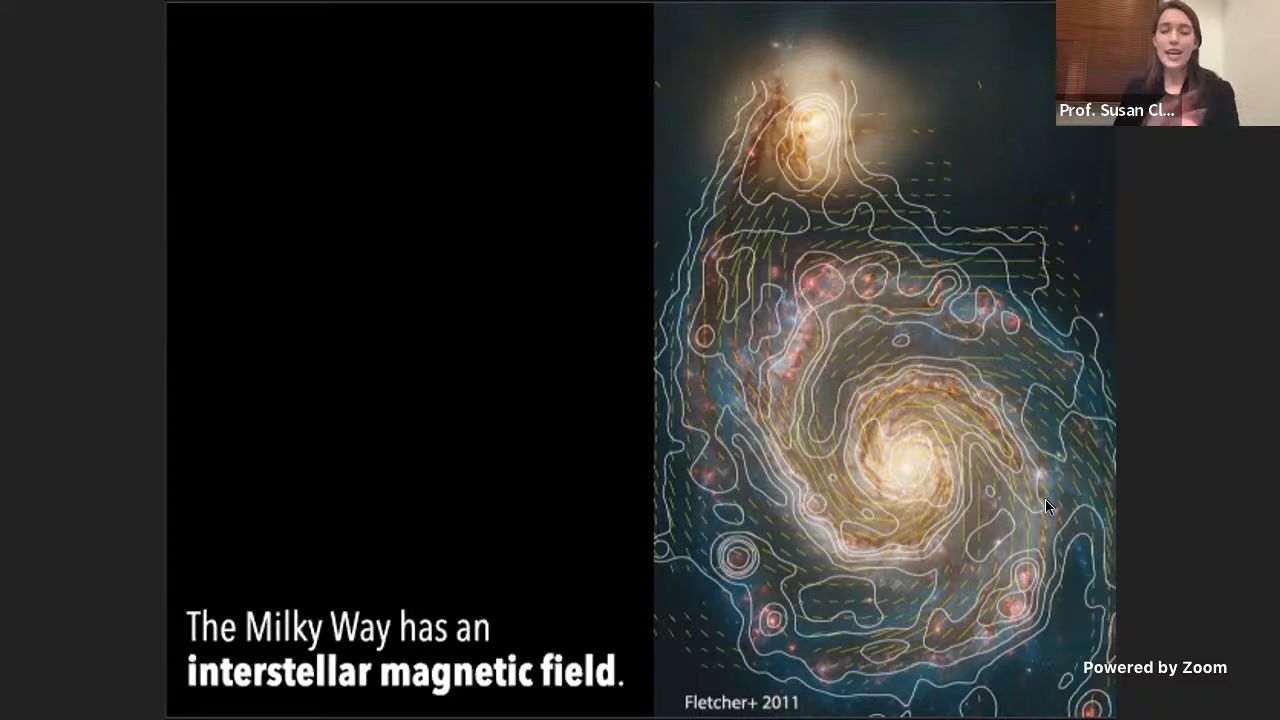 Prof. Susan Cl...
The Milky Way has an
interstellar magnetic field.
Powered by Zoom
Fletcher+ 2011